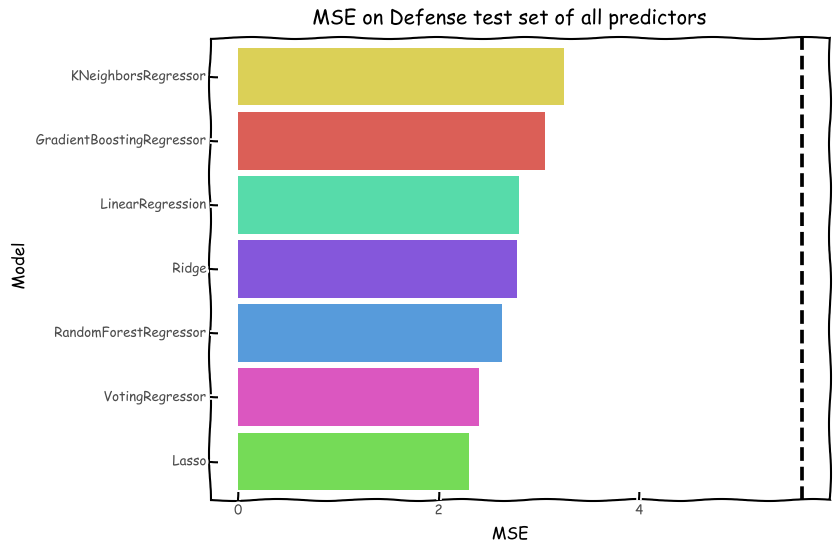 MSE on Defense test set of all predictors
KNeighborsRegressor
GradientBoostingRegressor
LinearRegression
Ridge
RandomForestRegressor
VotingRegressor
Lasso
Model
0 2 4
MSE